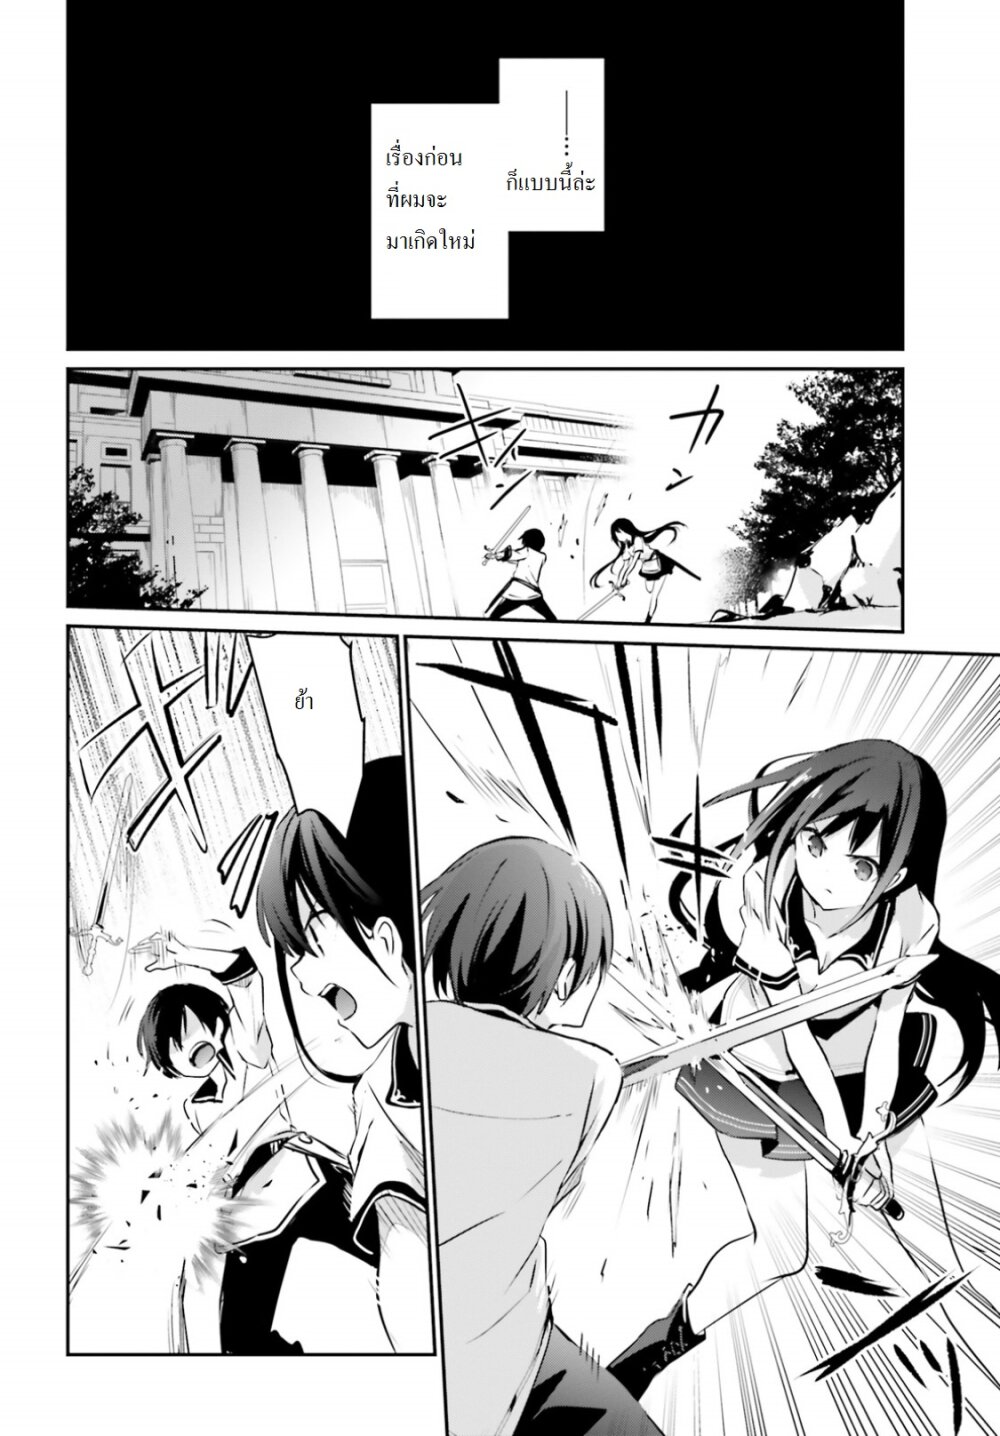 ก็แบบนี้ล่ะ
เรื่องก่อน
ที่ผมจะ
มาเกิดใหม่
キン
ย้า